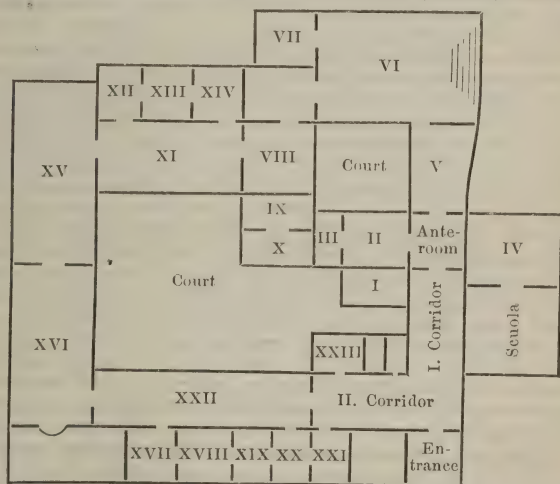 VII
VI
XII XIII XIV
XI
VIII
Court
V
XV
IX
X
III
II
Ante-
room
IV
I
Court
I. Corridor
Scuola
XVI
XXIII
XXII
II. Corridor
XVII XVIII XIX XX XXI
En-
trance